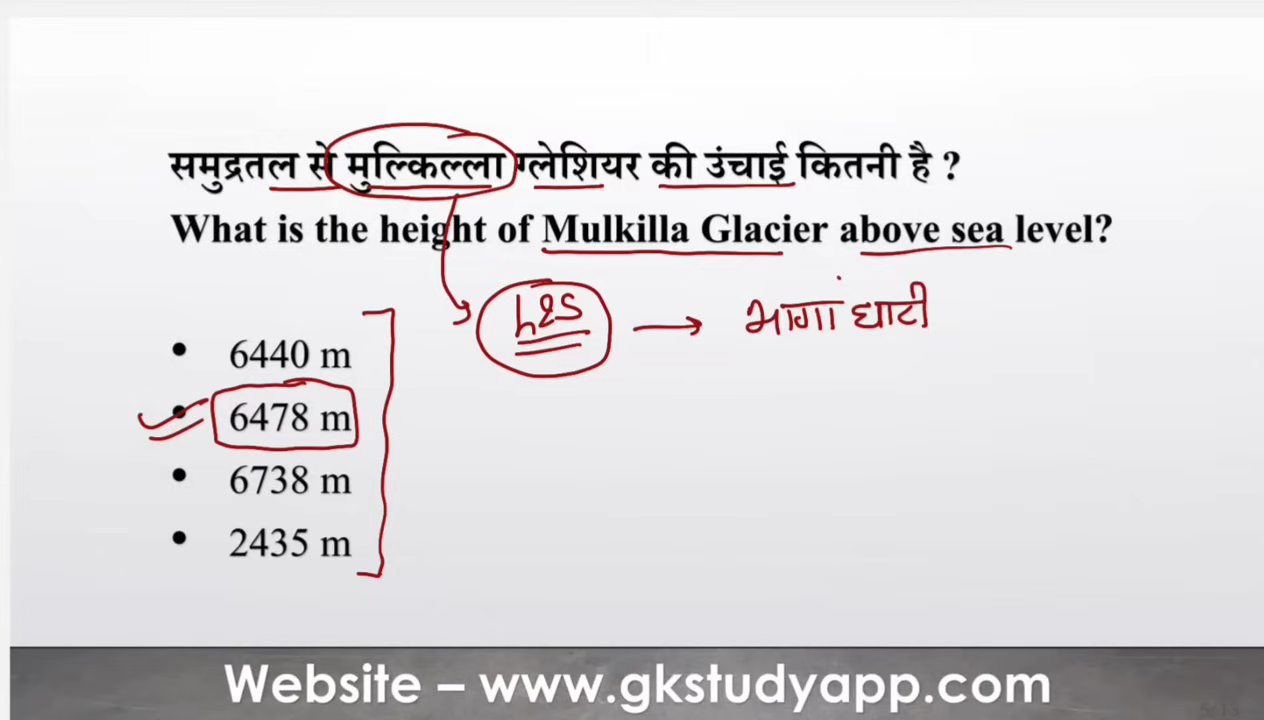 समुद्रतल से मुल्किल्ला ग्लेशियर की उंचाई कितनी है ?
What is the height of Mulkilla Glacier above sea level?
L&S → भागा घाटी
• 6440 m
• 6478 m
• 6738 m
• 2435 m
Website – www.gkstudyapp.com